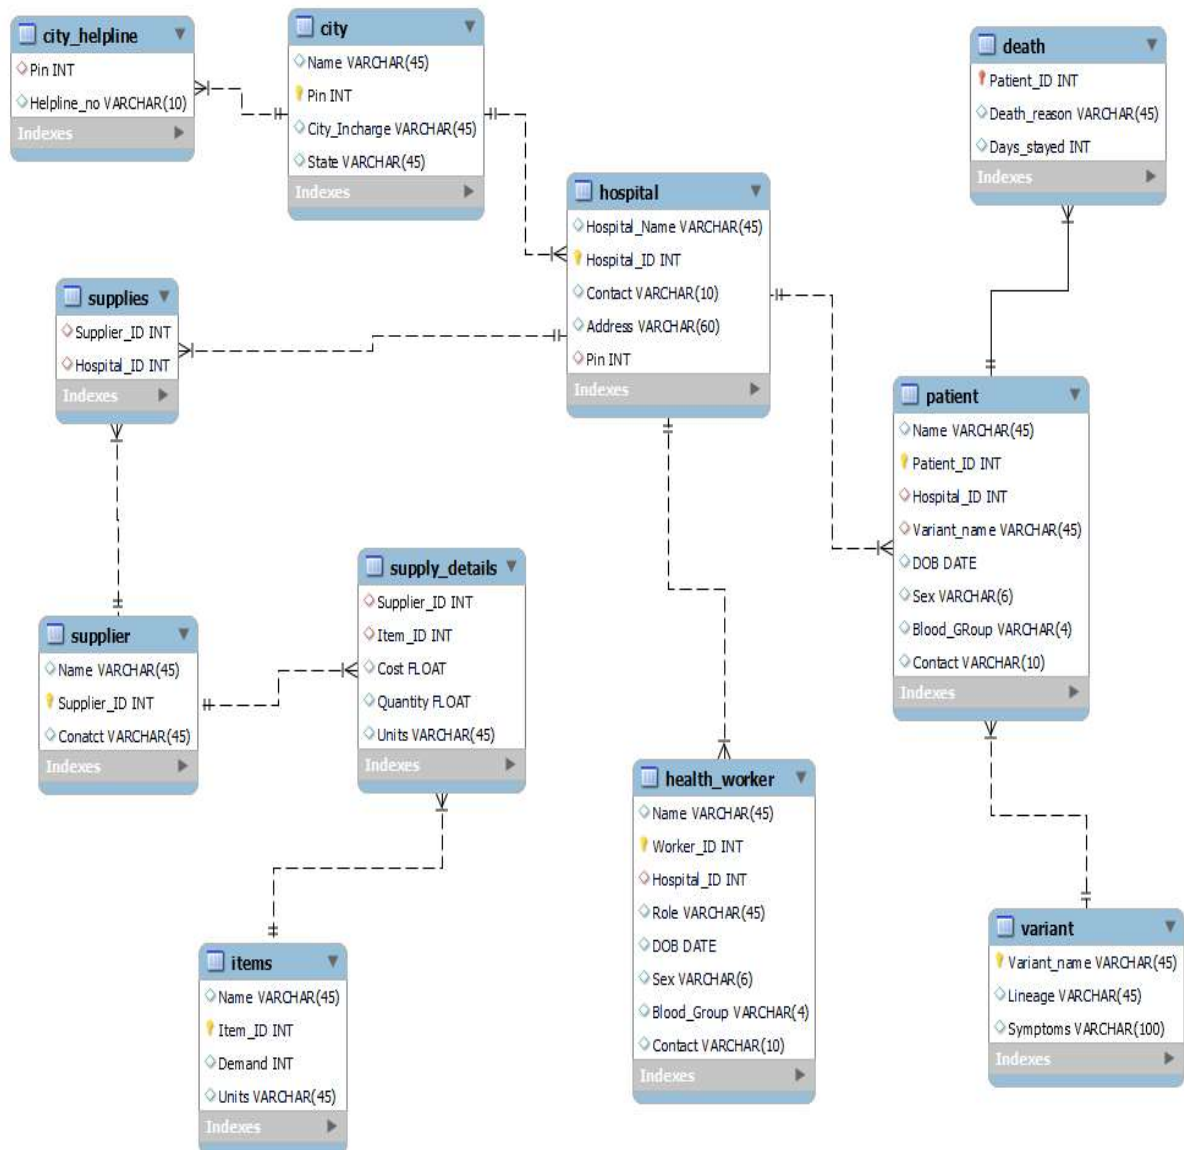 city_helpline
Pin INT
Helpline_no VARCHAR(10)
Indexes
city
Name VARCHAR(45)
Pin INT
City_Incharge VARCHAR(45)
State VARCHAR(45)
Indexes
death
Patient_ID INT
Death_reason VARCHAR(45)
Days_stayed INT
Indexes
hospital
Hospital_Name VARCHAR(45)
Hospital_ID INT
Contact VARCHAR(10)
Address VARCHAR(60)
Pin INT
Indexes
supplies
Supplier_ID INT
Hospital_ID INT
Indexes
patient
Name VARCHAR(45)
Patient_ID INT
Hospital_ID INT
Variant_name VARCHAR(45)
DOB DATE
Sex VARCHAR(6)
Blood_GRoup VARCHAR(4)
Contact VARCHAR(10)
Indexes
supply_details
Supplier_ID INT
Item_ID INT
Cost FLOAT
Quantity FLOAT
Units VARCHAR(45)
Indexes
supplier
Name VARCHAR(45)
Supplier_ID INT
Conatct VARCHAR(45)
Indexes
health_worker
Name VARCHAR(45)
Worker_ID INT
Hospital_ID INT
Role VARCHAR(45)
DOB DATE
Sex VARCHAR(6)
Blood_Group VARCHAR(4)
Contact VARCHAR(10)
Indexes
variant
Variant_name VARCHAR(45)
Lineage VARCHAR(45)
Symptoms VARCHAR(100)
Indexes
items
Name VARCHAR(45)
Item_ID INT
Demand INT
Units VARCHAR(45)
Indexes